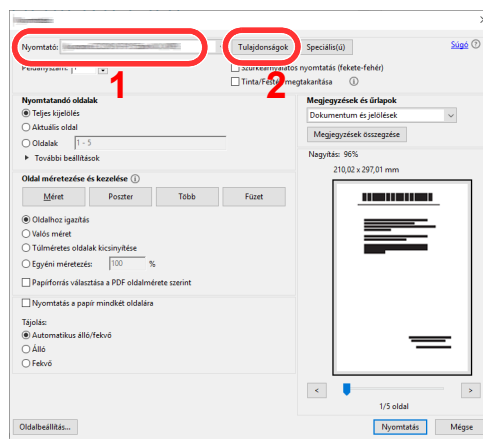 Nyomtató: Tulajdonságok Speciális(ú) Súgó
1 2
Példányszám: 1 Szürkeárnyalatos nyomtatás (fekete-fehér)
Tinta/Festék megtakarítása
Nyomtatandó oldalak
Teljes kijelölés
Aktuális oldal
Oldalak 1 - 5
További beállítások
Megjegyzések és űrlapok
Dokumentum és jelölések
Megjegyzések összegzése
Oldal méretezése és kezelése
Méret Poszter Több Füzet
Oldalhoz igazítás
Valós méret
Túlméretes oldalak kicsinyítése
Egyéni méretezés: 100 %
Papírforrás választása a PDF oldalmérete szerint
Nyomtatás a papír mindkét oldalára
Tájolás:
Automatikus álló/fekvő
Álló
Fekvő
Nagyítás: 96%
210,02 x 297,01 mm
< >
1/5 oldal
Oldalbeállítás... Nyomtatás Mégse